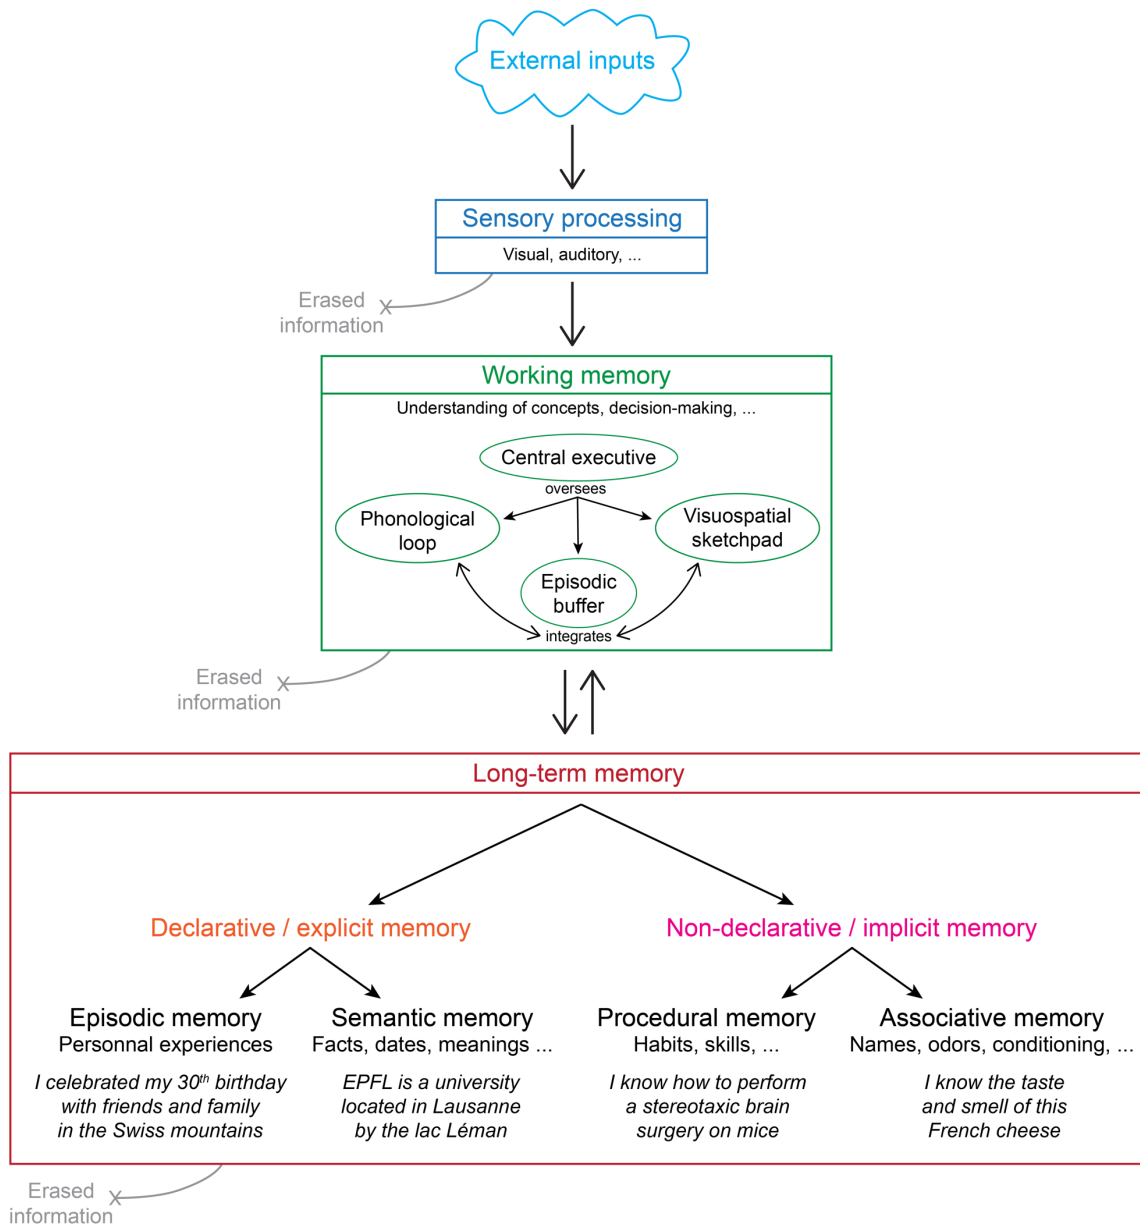 External inputs
Sensory processing
Visual, auditory, ...
Erased
information
Working memory
Understanding of concepts, decision-making, ...
Central executive
oversees
Phonological
loop
Visuospatial
sketchpad
Episodic
buffer
integrates
Erased
information
Long-term memory
Declarative / explicit memory
Non-declarative / implicit memory
Episodic memory
Personnal experiences
I celebrated my 30th birthday
with friends and family
in the Swiss mountains
Semantic memory
Facts, dates, meanings ...
EPFL is a university
located in Lausanne
by the lac Léman
Procedural memory
Habits, skills, ...
I know how to perform
a stereotaxic brain
surgery on mice
Associative memory
Names, odors, conditioning, ...
I know the taste
and smell of this
French cheese
Erased
information